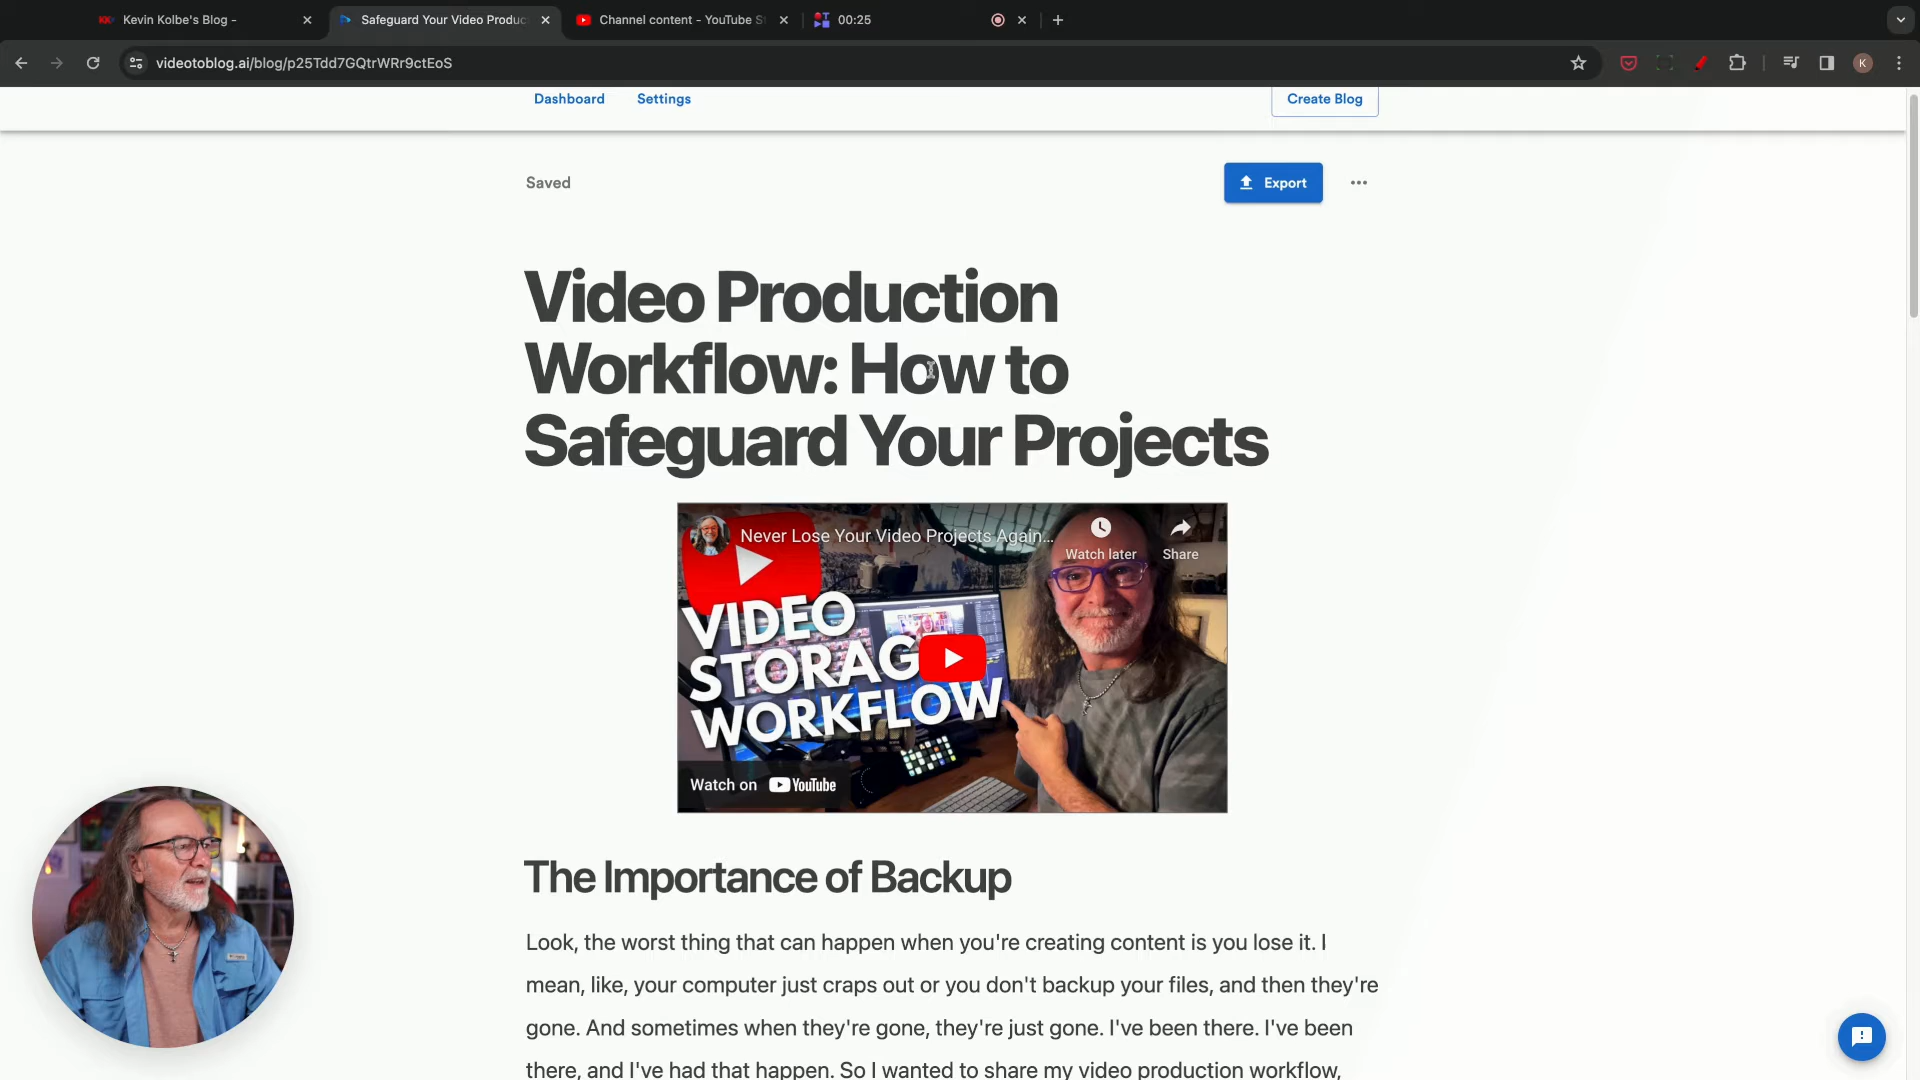 Kevin Kolbe's Blog -
Safeguard Your Video Produc
Channel content - YouTube S
00:25
videotoblog.ai/blog/p25Tdd7GQtrWRr9ctEoS
K
Dashboard
Settings
Create Blog
Saved
Export
Video Production
Workflow: How to
Safeguard Your Projects
Never Lose Your Video Projects Again...
Watch later
Share
VIDEO
STORAG
WORKFLOW
Watch on YouTube
The Importance of Backup
Look, the worst thing that can happen when you're creating content is you lose it. I
mean, like, your computer just craps out or you don't backup your files, and then they're
gone. And sometimes when they're gone, they're just gone. I've been there. I've been
there, and I've had that happen. So I wanted to share my video production workflow,